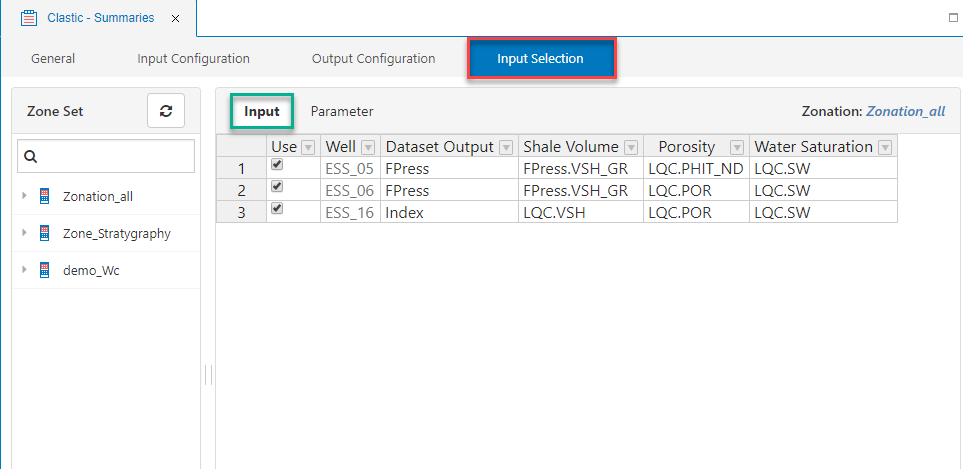 Clastic - Summaries ×
General Input Configuration Output Configuration Input Selection
Zone Set
Input Parameter Zonation: Zonation_all
Use Well Dataset Output Shale Volume Porosity Water Saturation
1 ESS_05 FPress FPress.VSH_GR LQC.PHIT_ND LQC.SW
2 ESS_06 FPress FPress.VSH_GR LQC.POR LQC.SW
3 ESS_16 Index LQC.VSH LQC.POR LQC.SW
Zonation_all
Zone_Stratygraphy
demo_Wc